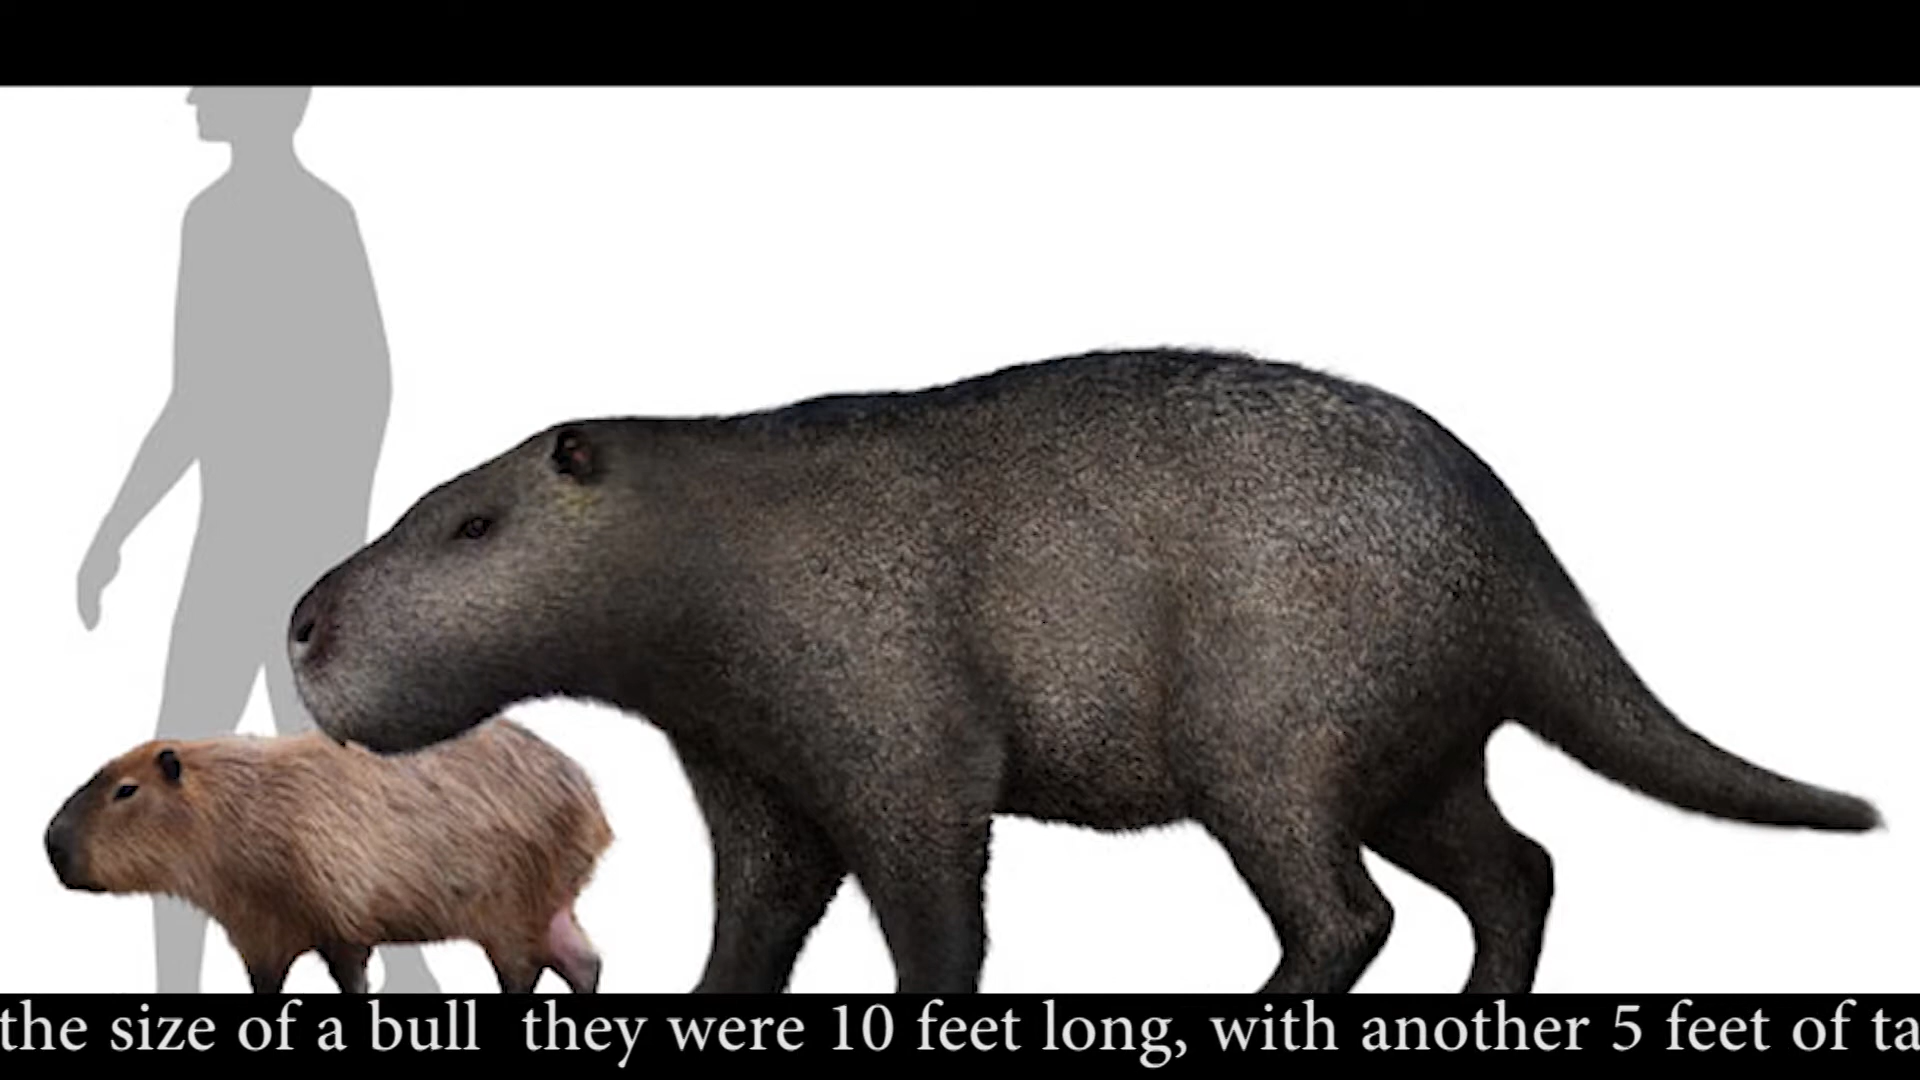 the size of a bull they were 10 feet long, with another 5 feet of ta